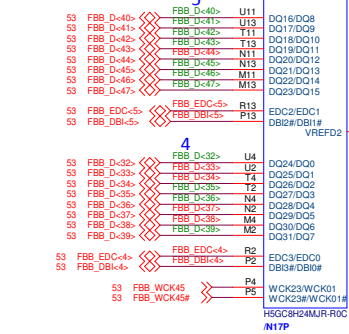 53 FBB_D<40> FBB_D<40> U11 DQ16/DQ8
53 FBB_D<41> FBB_D<41> U13 DQ17/DQ9
53 FBB_D<42> FBB_D<42> T11 DQ18/DQ10
53 FBB_D<43> FBB_D<43> T13 DQ19/DQ11
53 FBB_D<44> FBB_D<44> N11 DQ20/DQ12
53 FBB_D<45> FBB_D<45> N13 DQ21/DQ13
53 FBB_D<46> FBB_D<46> M11 DQ22/DQ14
53 FBB_D<47> FBB_D<47> M13 DQ23/DQ15
53 FBB_EDC<5> FBB_EDC<5> R13 EDC2/EDC1
53 FBB_DBI<5> FBB_DBI<5> P13 DBI2#/DBI1#
VREFD2
4
53 FBB_D<32> FBB_D<32> U4 DQ24/DQ0
53 FBB_D<33> FBB_D<33> U2 DQ25/DQ1
53 FBB_D<34> FBB_D<34> T4 DQ26/DQ2
53 FBB_D<35> FBB_D<35> T2 DQ27/DQ3
53 FBB_D<36> FBB_D<36> N4 DQ28/DQ4
53 FBB_D<37> FBB_D<37> N2 DQ29/DQ5
53 FBB_D<38> FBB_D<38> M4 DQ30/DQ6
53 FBB_D<39> FBB_D<39> M2 DQ31/DQ7
53 FBB_EDC<4> FBB_EDC<4> R2 EDC3/EDC0
53 FBB_DBI<4> FBB_DBI<4> P2 DBI3#/DBI0#
53 FBB_WCK45 P4 WCK23/WCK01
53 FBB_WCK45# P5 WCK23#/WCK01#
H5GC8H24MJR-R0C
/N17P